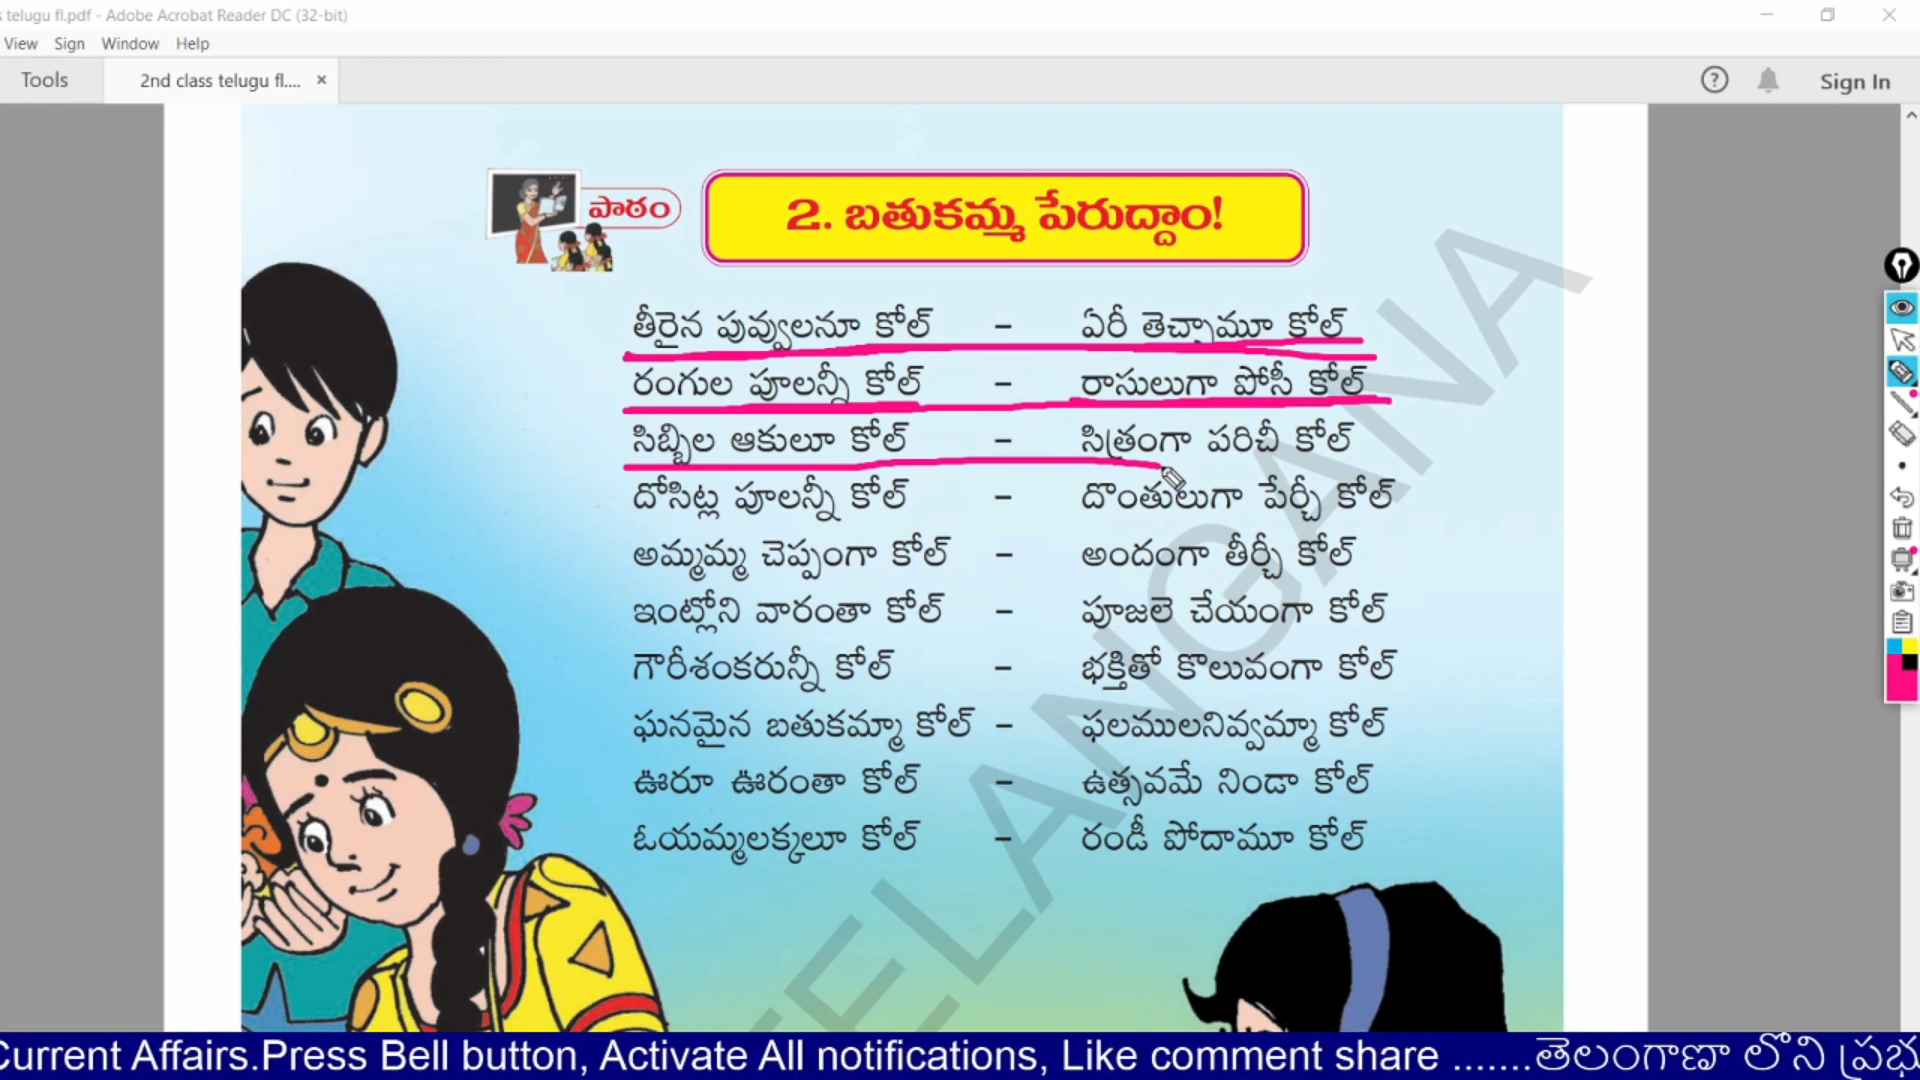 s telugu fl.pdf - Adobe Acrobat Reader DC (32-bit)
View Sign Window Help
Tools 2nd class telugu fl.... × Sign In
పాఠం
2. బతుకమ్మ పేరుద్దాం!
తీరైన పువ్వులనూ కోల్ – ఏరీ తెచ్చామూ కోల్
రంగుల పూలన్నీ కోల్ – రాసులుగా పోసీ కోల్
సిబ్బిల ఆకులూ కోల్ – సిత్రంగా పరిచీ కోల్
దోసిట్ల పూలన్నీ కోల్ – దొంతులుగా పేర్చీ కోల్
అమ్మమ్మ చెప్పంగా కోల్ – అందంగా తీర్చీ కోల్
ఇంట్లోని వారంతా కోల్ – పూజలె చేయంగా కోల్
గౌరీశంకరున్నీ కోల్ – భక్తితో కొలువంగా కోల్
ఘనమైన బతుకమ్మా కోల్ – ఫలములనివ్వమ్మా కోల్
ఊరూ ఊరంతా కోల్ – ఉత్సవమే నిండా కోల్
ఓయమ్మలక్కలూ కోల్ – రండీ పోదామూ కోల్
TELANGANA
Current Affairs.Press Bell button, Activate All notifications, Like comment share .......తెలంగాణా లోని ప్రభు